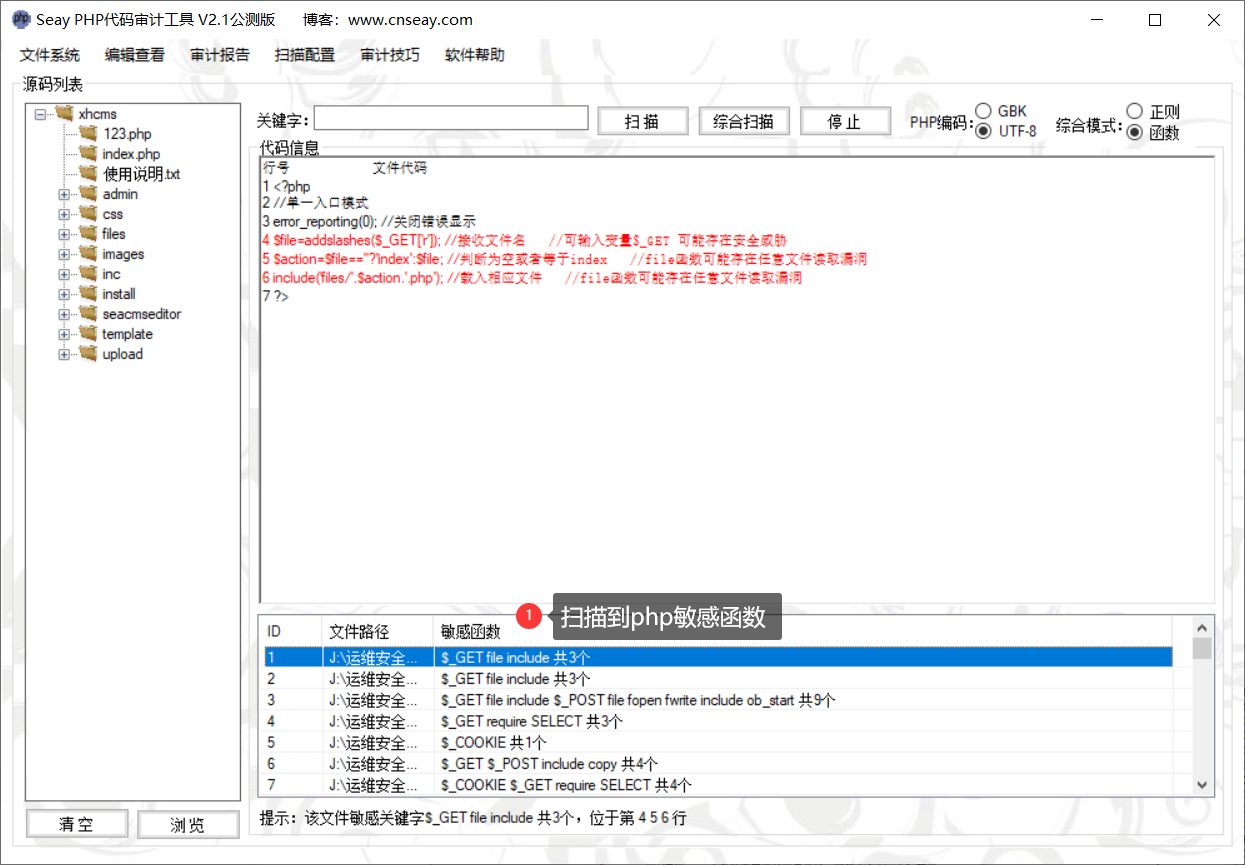 Seay PHP代码审计工具 V2.1公测版 博客：www.cnseay.com
文件系统 编辑查看 审计报告 扫描配置 审计技巧 软件帮助
源码列表
xhcms
123.php
index.php
使用说明.txt
admin
css
files
images
inc
install
seacmseditor
template
upload
清 空 浏 览
关键字： 扫 描 综合扫描 停 止 PHP编码： GBK UTF-8 综合模式： 正则 函数
代码信息
行号 文件代码
1 <?php
2 //单一入口模式
3 error_reporting(0); //关闭错误显示
4 $file=addslashes($_GET['r']); //接收文件名 //可输入变量$_GET 可能存在安全威胁
5 $action=$file==''?'index':$file; //判断为空或者等于index //file函数可能存在任意文件读取漏洞
6 include('files/'.$action.'.php'); //载入相应文件 //file函数可能存在任意文件读取漏洞
7 ?>
1 扫描到php敏感函数
ID 文件路径 敏感函数
1 J:\运维安全... $_GET file include 共3个
2 J:\运维安全... $_GET file include 共3个
3 J:\运维安全... $_GET file include $_POST file fopen fwrite include ob_start 共9个
4 J:\运维安全... $_GET require SELECT 共3个
5 J:\运维安全... $_COOKIE 共1个
6 J:\运维安全... $_GET $_POST include copy 共4个
7 J:\运维安全... $_COOKIE $_GET require SELECT 共4个
提示：该文件敏感关键字$_GET file include 共3个，位于第 4 5 6 行